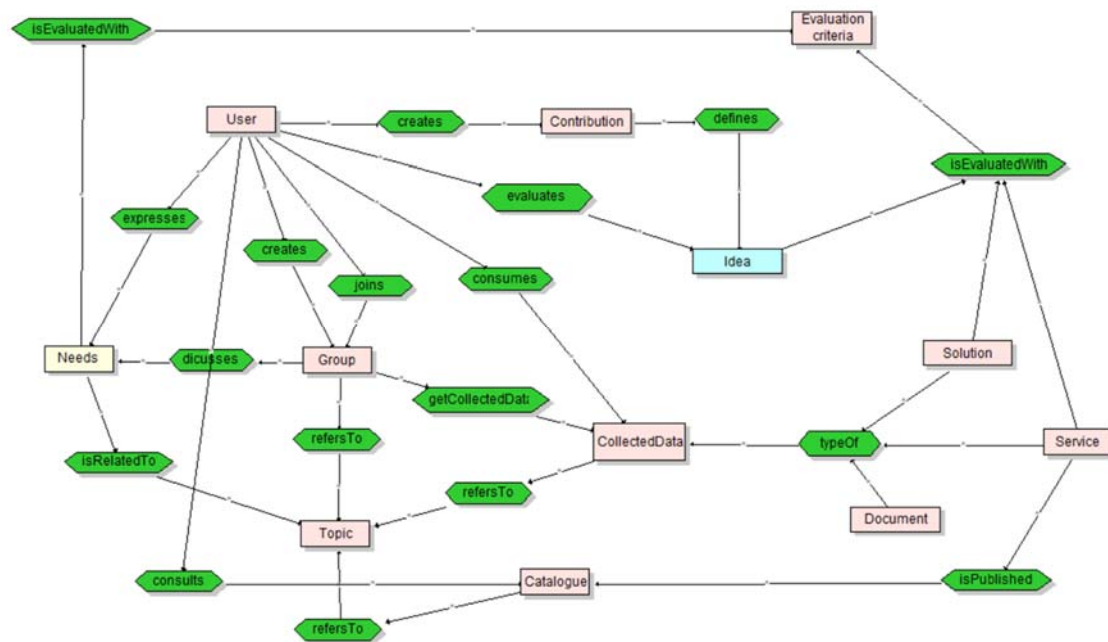 isEvaluatedWith
Evaluation
criteria
User
creates
Contribution
defines
isEvaluatedWith
evaluates
expresses
creates
Idea
joins
consumes
Needs
dicusses
Group
Solution
getCollectedData
refersTo
CollectedData
typeOf
Service
isRelatedTo
refersTo
Document
Topic
consults
Catalogue
isPublished
refersTo